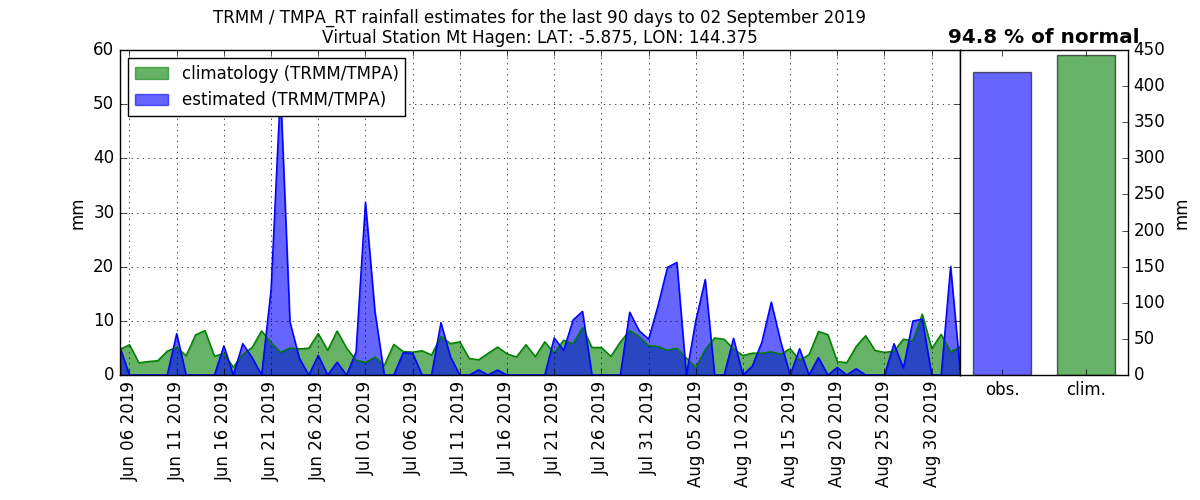 TRMM / TMPA_RT rainfall estimates for the last 90 days to 02 September 2019
Virtual Station Mt Hagen: LAT: -5.875, LON: 144.375
94.8 % of normal
climatology (TRMM/TMPA)
estimated (TRMM/TMPA)
60
50
40
30
20
10
0
mm
Jun 06 2019
Jun 11 2019
Jun 16 2019
Jun 21 2019
Jun 26 2019
Jul 01 2019
Jul 06 2019
Jul 11 2019
Jul 16 2019
Jul 21 2019
Jul 26 2019
Jul 31 2019
Aug 05 2019
Aug 10 2019
Aug 15 2019
Aug 20 2019
Aug 25 2019
Aug 30 2019
obs.
clim.
450
400
350
300
250
200
150
100
50
0
mm